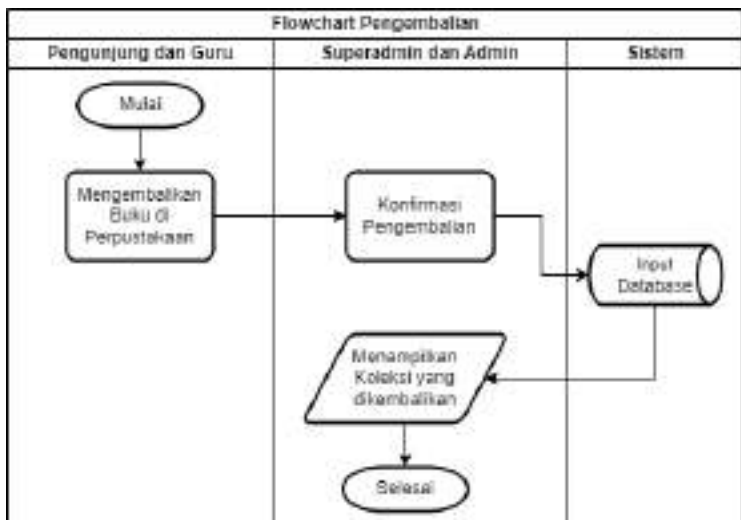 Flowchart Pengembalian
Pengunjung dan Guru
Superadmin dan Admin
Sistem
Mulai
Mengembalikan
Buku di
Perpustakaan
Konfirmasi
Pengembalian
Input
Database
Menampilkan
Koleksi yang
dikembalikan
Selesai